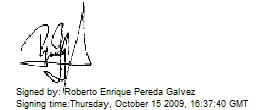 Signed by: Roberto Enrique Pereda Galvez
Signing time:Thursday, October 15 2009, 16:37:40 GMT